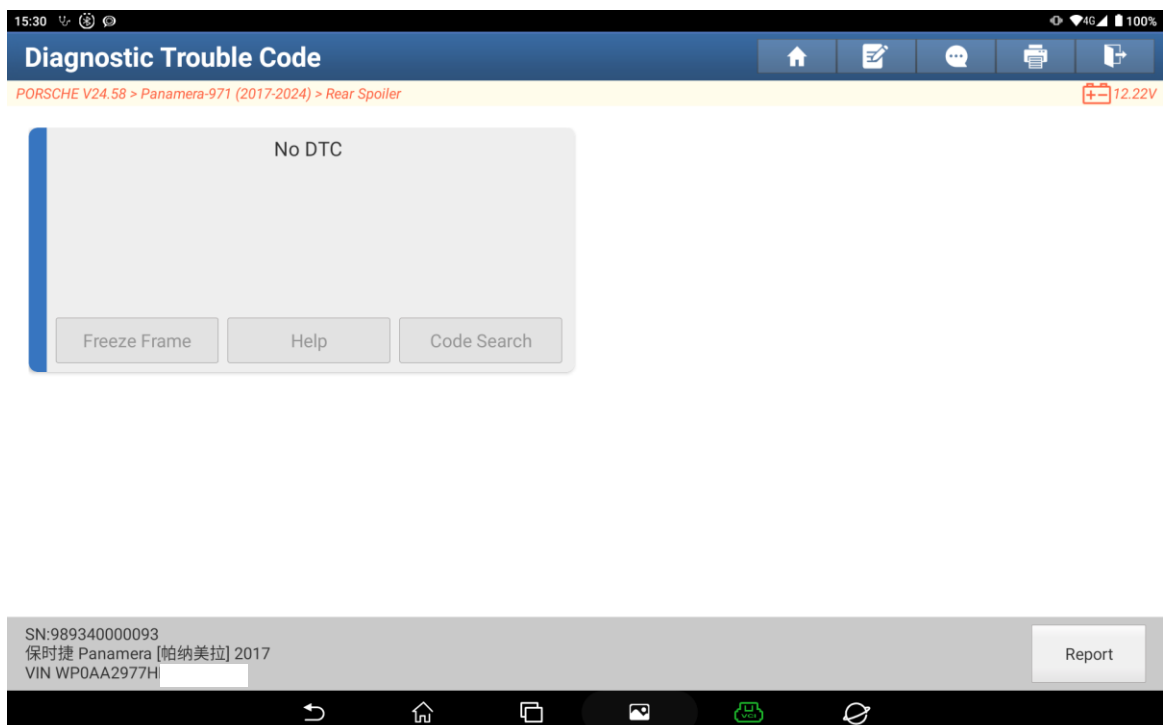 15:30
4G 100%
Diagnostic Trouble Code
PORSCHE V24.58 > Panamera-971 (2017-2024) > Rear Spoiler
12.22V
No DTC
Freeze Frame
Help
Code Search
SN:989340000093
保时捷 Panamera [帕纳美拉] 2017
VIN WP0AA2977H
Report
VCI